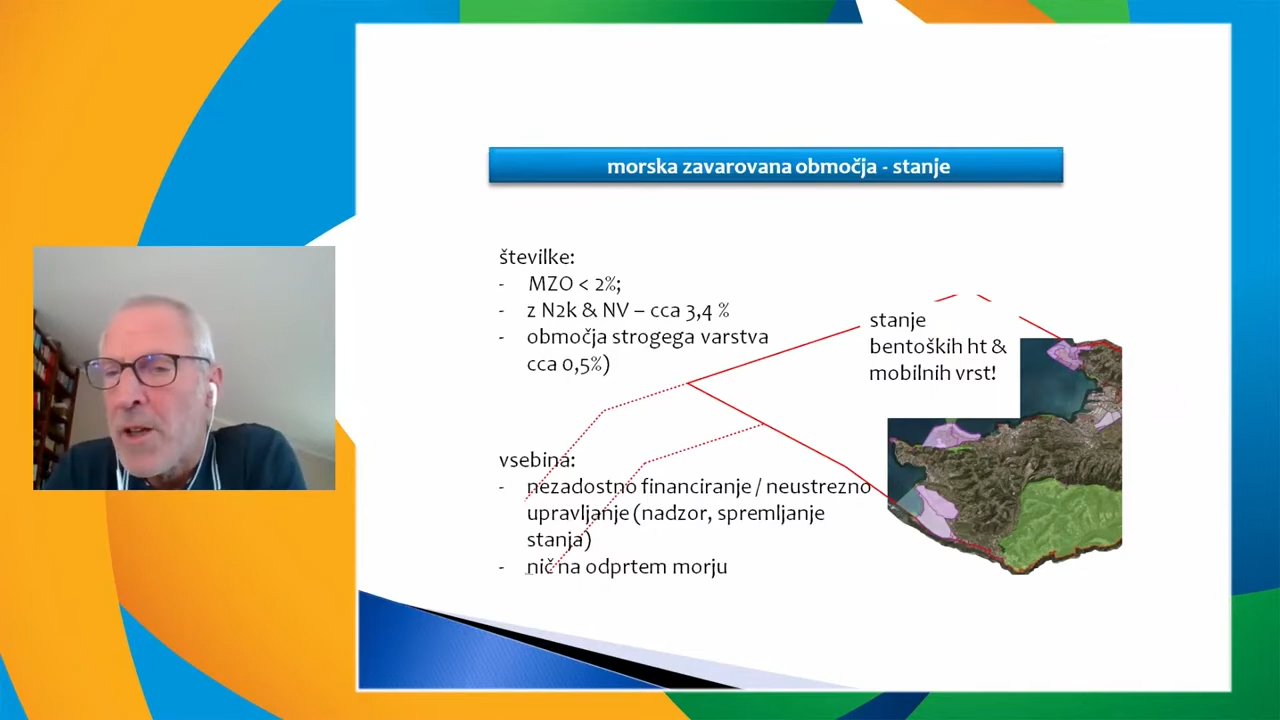 morska zavarovana območja - stanje
številke:
- MZO < 2%;
- z N2k & NV – cca 3,4 %
- območja strogega varstva
cca 0,5%)
stanje
bentoških ht &
mobilnih vrst!
vsebina:
- nezadostno financiranje / neustrezno
upravljanje (nadzor, spremljanje
stanja)
- nič na odprtem morju